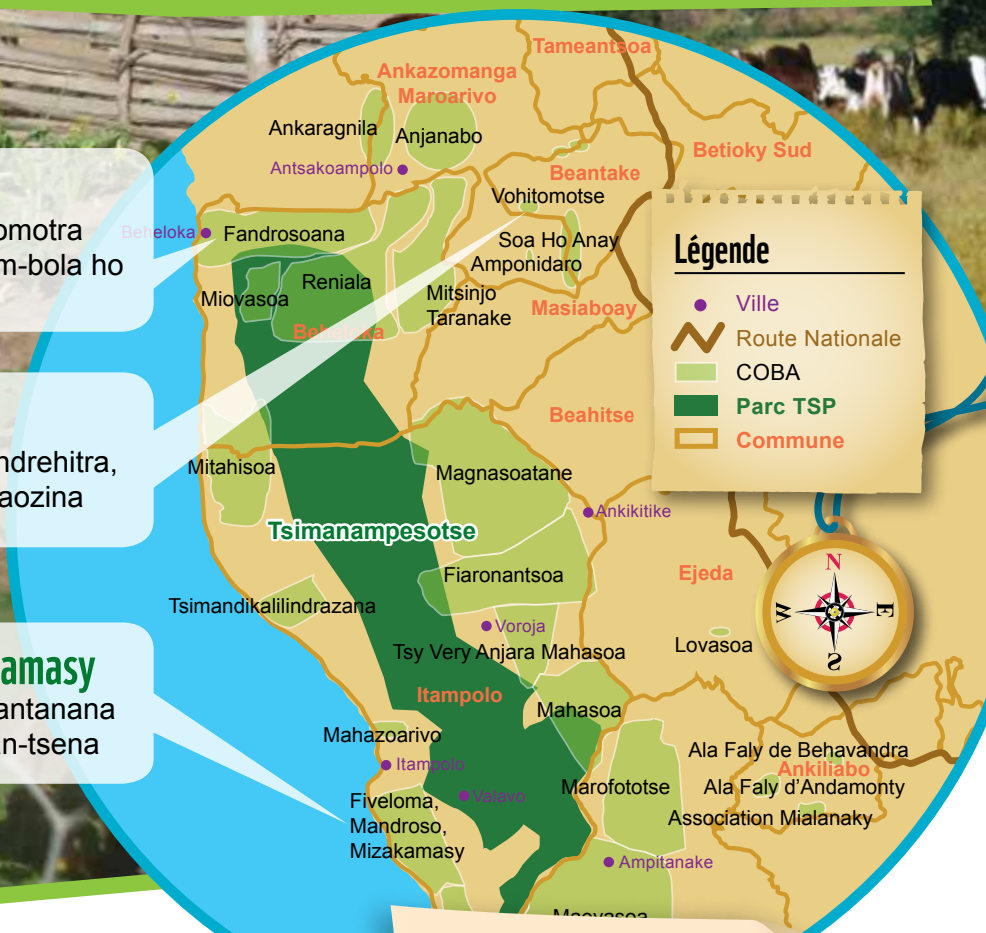 Tameantsoa
Ankazomanga
Maroarivo
Ankaragnila
Anjanabo
Betioky Sud
Antsakoampolo
Beantake
Vohitomotse
omotra
m-bola ho
Beheloka
Fandrosoana
Soa Ho Anay
Amponidaro
Reniala
Miovasoa
Mitsinjo
Taranake
Masiaboay
Beheloka
Légende
Ville
Route Nationale
COBA
Parc TSP
Commune
Beahitse
ndrehitra,
aozina
Mitahisoa
Magnasoatane
Ankikitike
Tsimanampesotse
Fiaronantsoa
Ejeda
N
E
S
W
Tsimandikalilindrazana
Voroja
Tsy Very Anjara Mahasoa
Lovasoa
amasy
antanana
n-tsena
Itampolo
Mahasoa
Mahazoarivo
Itampolo
Ala Faly de Behavandra
Ankiliabo
Valavo
Marofototse
Ala Faly d'Andamonty
Fiveloma,
Mandroso,
Mizakamasy
Association Mialanaky
Ampitanake